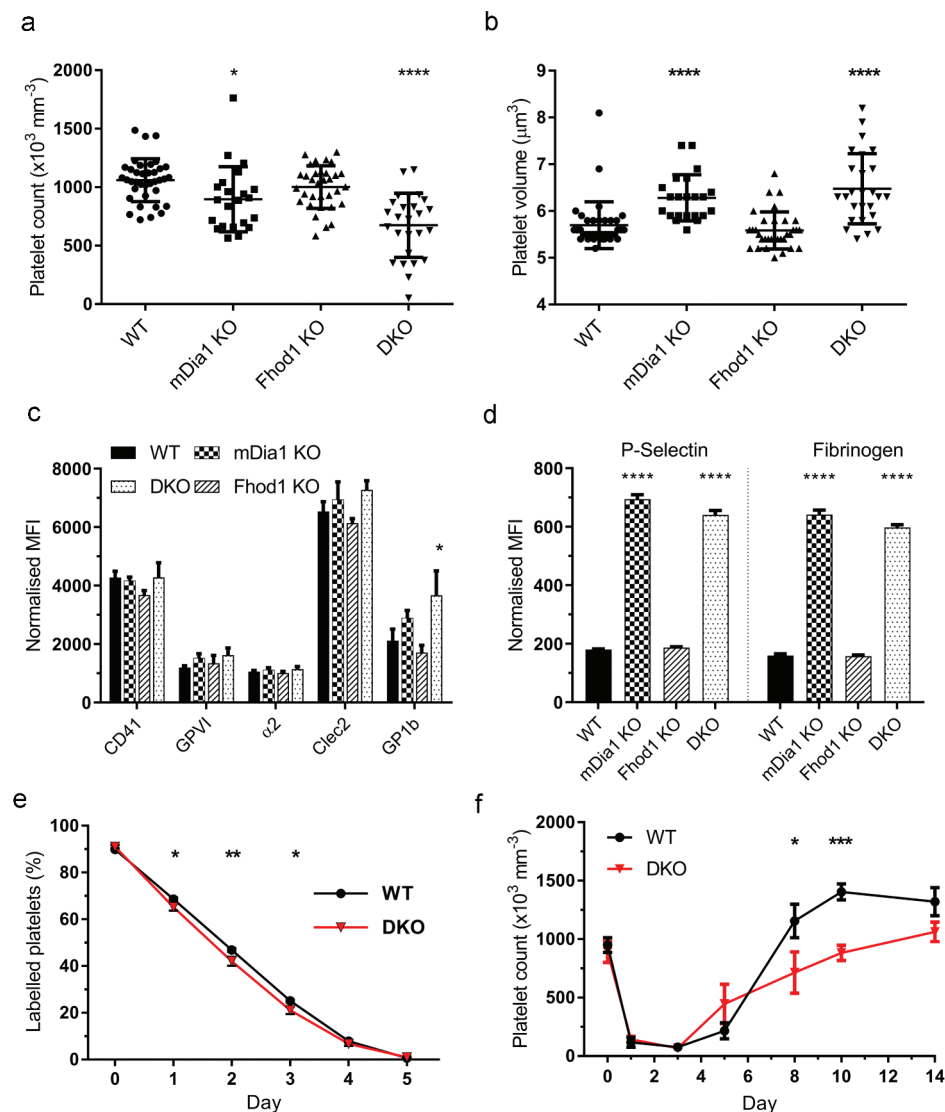 a
Platelet count (x10³ mm⁻³)
2000
1500
1000
500
0
*
****
WT
mDia1 KO
Fhod1 KO
DKO
b
Platelet volume (μm³)
9
8
7
6
5
4
****
****
WT
mDia1 KO
Fhod1 KO
DKO
c
WT
mDia1 KO
DKO
Fhod1 KO
Normalised MFI
8000
6000
4000
2000
0
*
CD41
GPVI
α2
Clec2
GP1b
d
P-Selectin
Fibrinogen
Normalised MFI
800
600
400
200
0
****
****
****
****
WT
mDia1 KO
Fhod1 KO
DKO
WT
mDia1 KO
Fhod1 KO
DKO
e
Labelled platelets (%)
100
80
60
40
20
0
*
**
*
WT
DKO
0 1 2 3 4 5
Day
f
Platelet count (x10³ mm⁻³)
1500
1000
500
0
2000
WT
DKO
*
***
0 2 4 6 8 10 12 14
Day